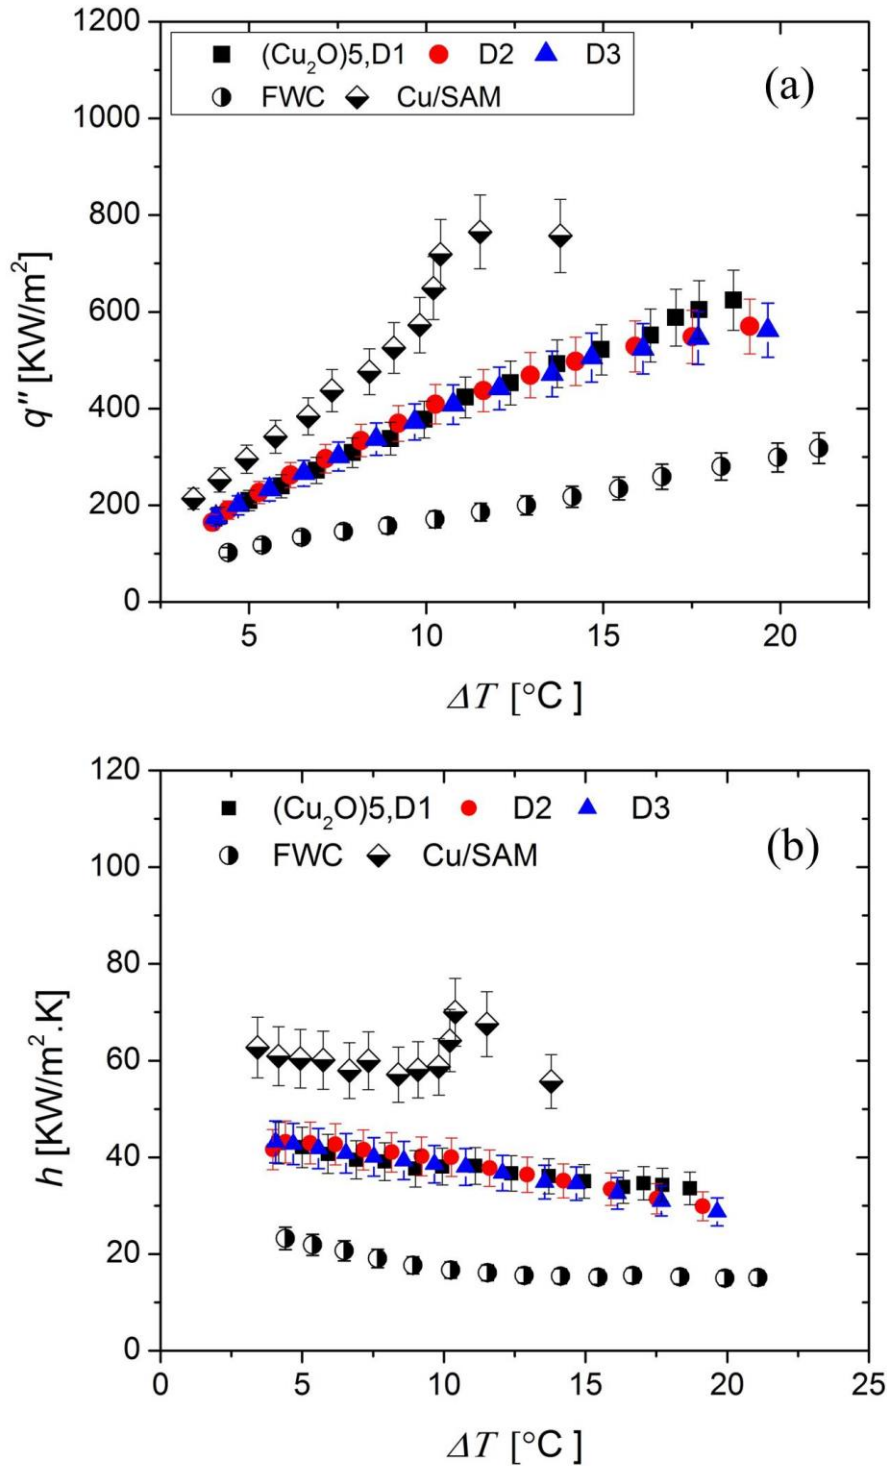 1200
(Cu₂O)5,D1 D2 D3
FWC Cu/SAM
(a)
1000
800
600
400
200
0
q″ [KW/m²]
5 10 15 20
ΔT [°C ]
120
(Cu₂O)5,D1 D2 D3
FWC Cu/SAM
(b)
100
80
60
40
20
0
h [KW/m².K]
0 5 10 15 20 25
ΔT [°C ]